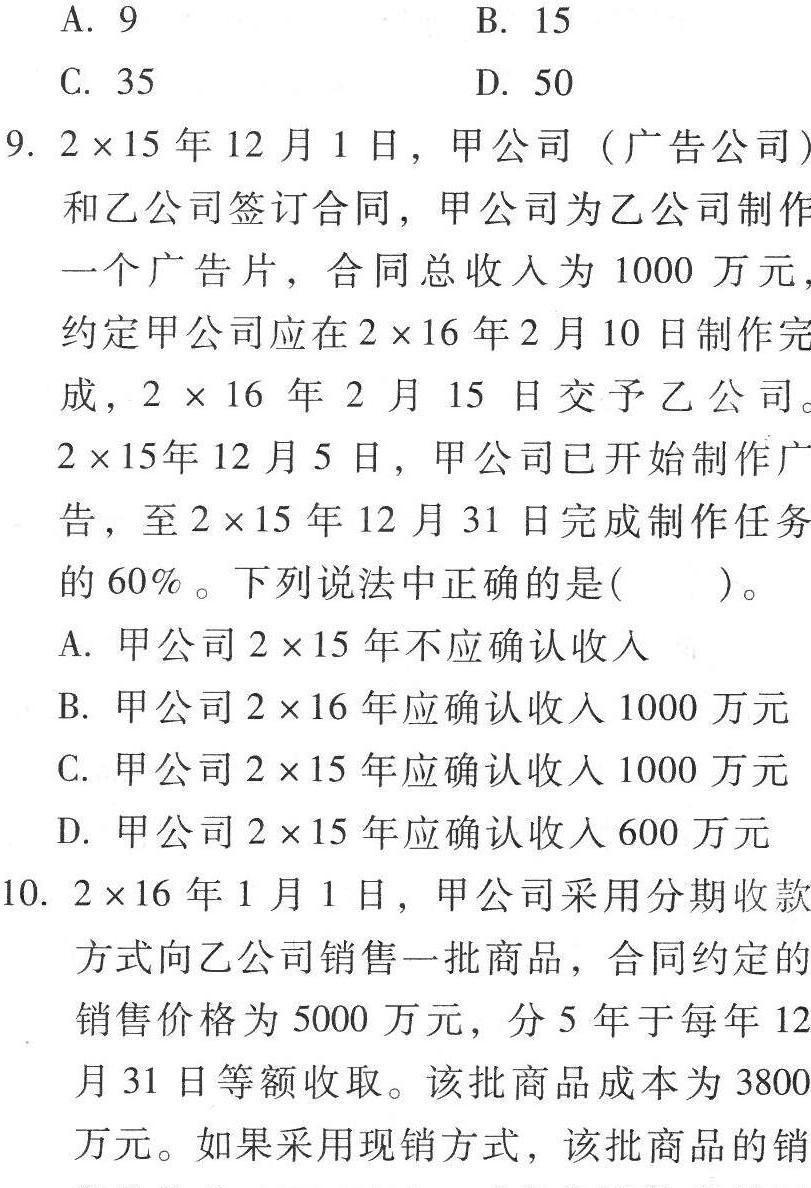 A. 9 B. 15
C. 35 D. 50
9. 2×15 年 12 月 1 日，甲公司（广告公司）
和乙公司签订合同，甲公司为乙公司制作
一个广告片，合同总收入为 1000 万元，
约定甲公司应在 2×16 年 2 月 10 日制作完
成，2 × 16 年 2 月 15 日交予乙公司。
2×15年 12 月 5 日，甲公司已开始制作广
告，至 2×15 年 12 月 31 日完成制作任务
的 60%。下列说法中正确的是(　　)。
A. 甲公司 2×15 年不应确认收入
B. 甲公司 2×16 年应确认收入 1000 万元
C. 甲公司 2×15 年应确认收入 1000 万元
D. 甲公司 2×15 年应确认收入 600 万元
10. 2×16 年 1 月 1 日，甲公司采用分期收款
方式向乙公司销售一批商品，合同约定的
销售价格为 5000 万元，分 5 年于每年 12
月 31 日等额收取。该批商品成本为 3800
万元。如果采用现销方式，该批商品的销